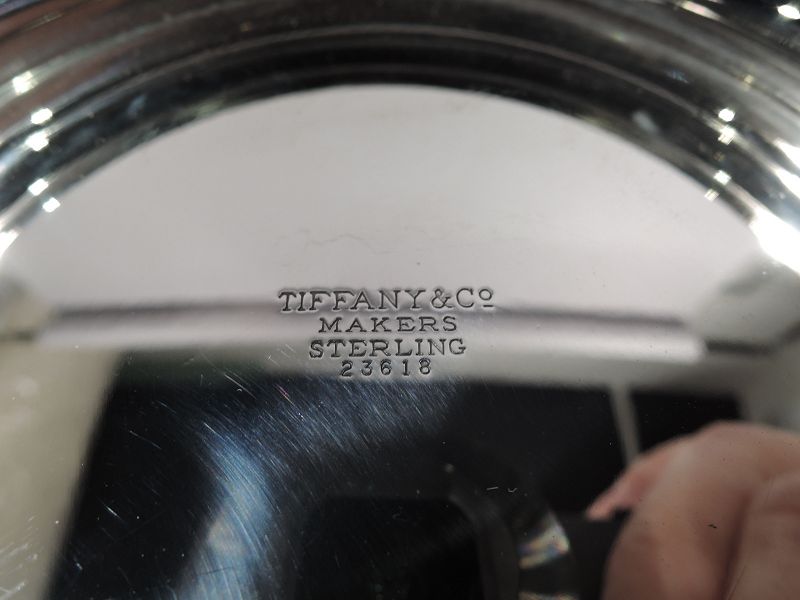 TIFFANY & Cº
MAKERS
STERLING
23618